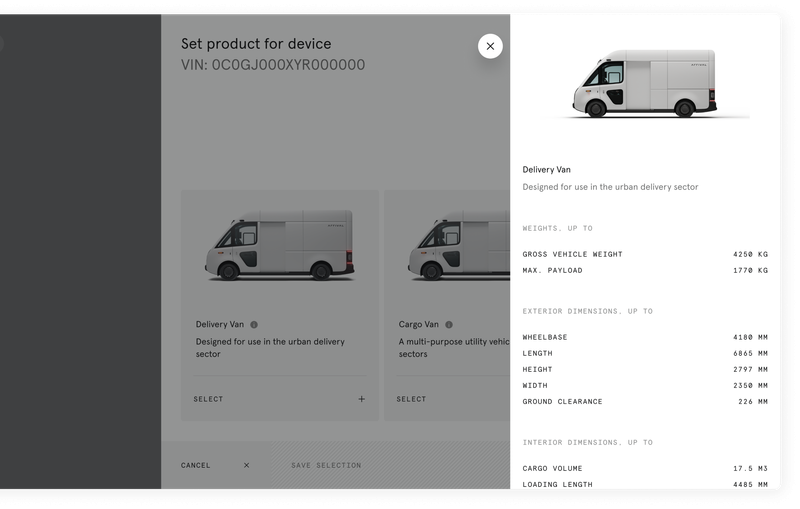 Set product for device
VIN: 0C0GJ000XYR000000
Delivery Van
Designed for use in the urban delivery
sector
SELECT
Cargo Van
A multi-purpose utility vehic
sectors
SELECT
CANCEL
SAVE SELECTION
Delivery Van
Designed for use in the urban delivery sector
WEIGHTS, UP TO
GROSS VEHICLE WEIGHT 4250 KG
MAX. PAYLOAD 1770 KG
EXTERIOR DIMENSIONS, UP TO
WHEELBASE 4180 MM
LENGTH 6865 MM
HEIGHT 2797 MM
WIDTH 2350 MM
GROUND CLEARANCE 226 MM
INTERIOR DIMENSIONS, UP TO
CARGO VOLUME 17.5 M3
LOADING LENGTH 4485 MM